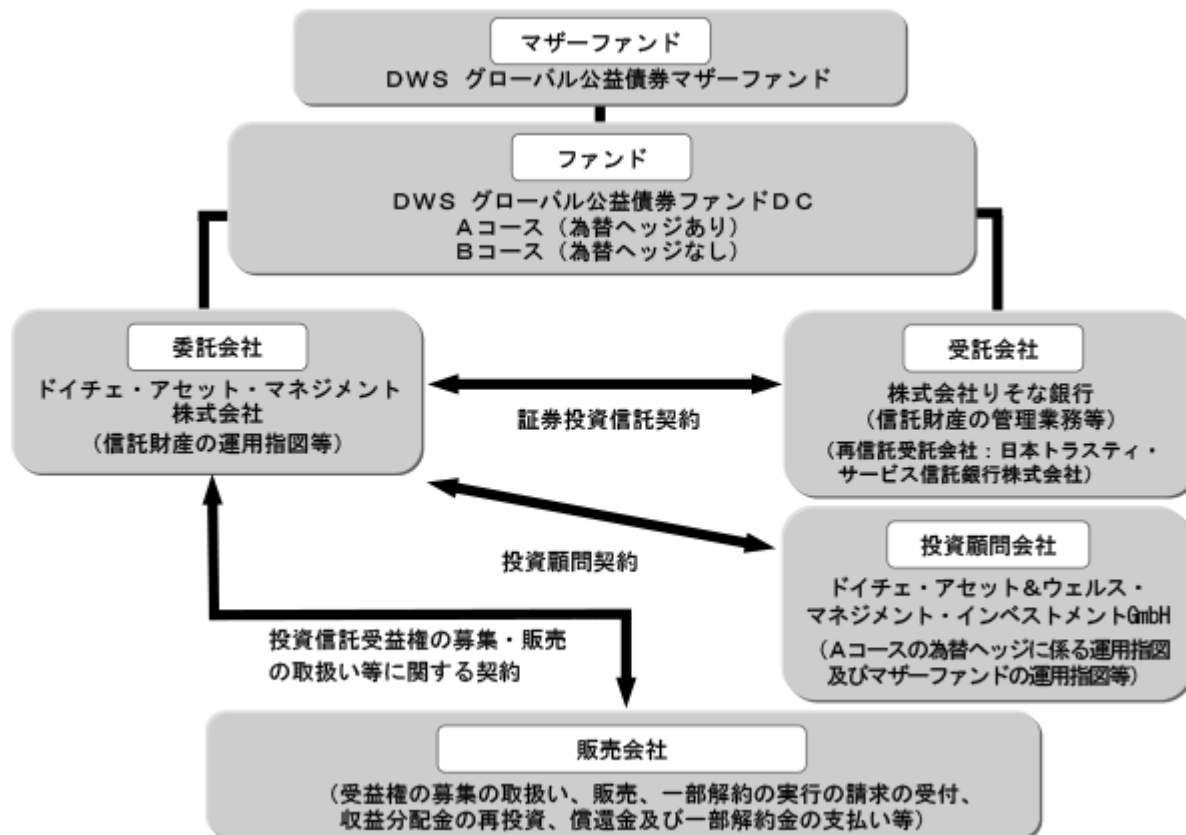 マザーファンド
DWS グローバル公益債券マザーファンド
ファンド
DWS グローバル公益債券ファンドDC
Aコース（為替ヘッジあり）
Bコース（為替ヘッジなし）
委託会社
ドイチェ・アセット・マネジメント
株式会社
（信託財産の運用指図等）
証券投資信託契約
受託会社
株式会社りそな銀行
（信託財産の管理業務等）
（再信託受託会社：日本トラスティ・
サービス信託銀行株式会社）
投資顧問契約
投資顧問会社
ドイチェ・アセット＆ウェルス・
マネジメント・インベストメントGmbH
（Aコースの為替ヘッジに係る運用指図
及びマザーファンドの運用指図等）
投資信託受益権の募集・販売
の取扱い等に関する契約
販売会社
（受益権の募集の取扱い、販売、一部解約の実行の請求の受付、
収益分配金の再投資、償還金及び一部解約金の支払い等）